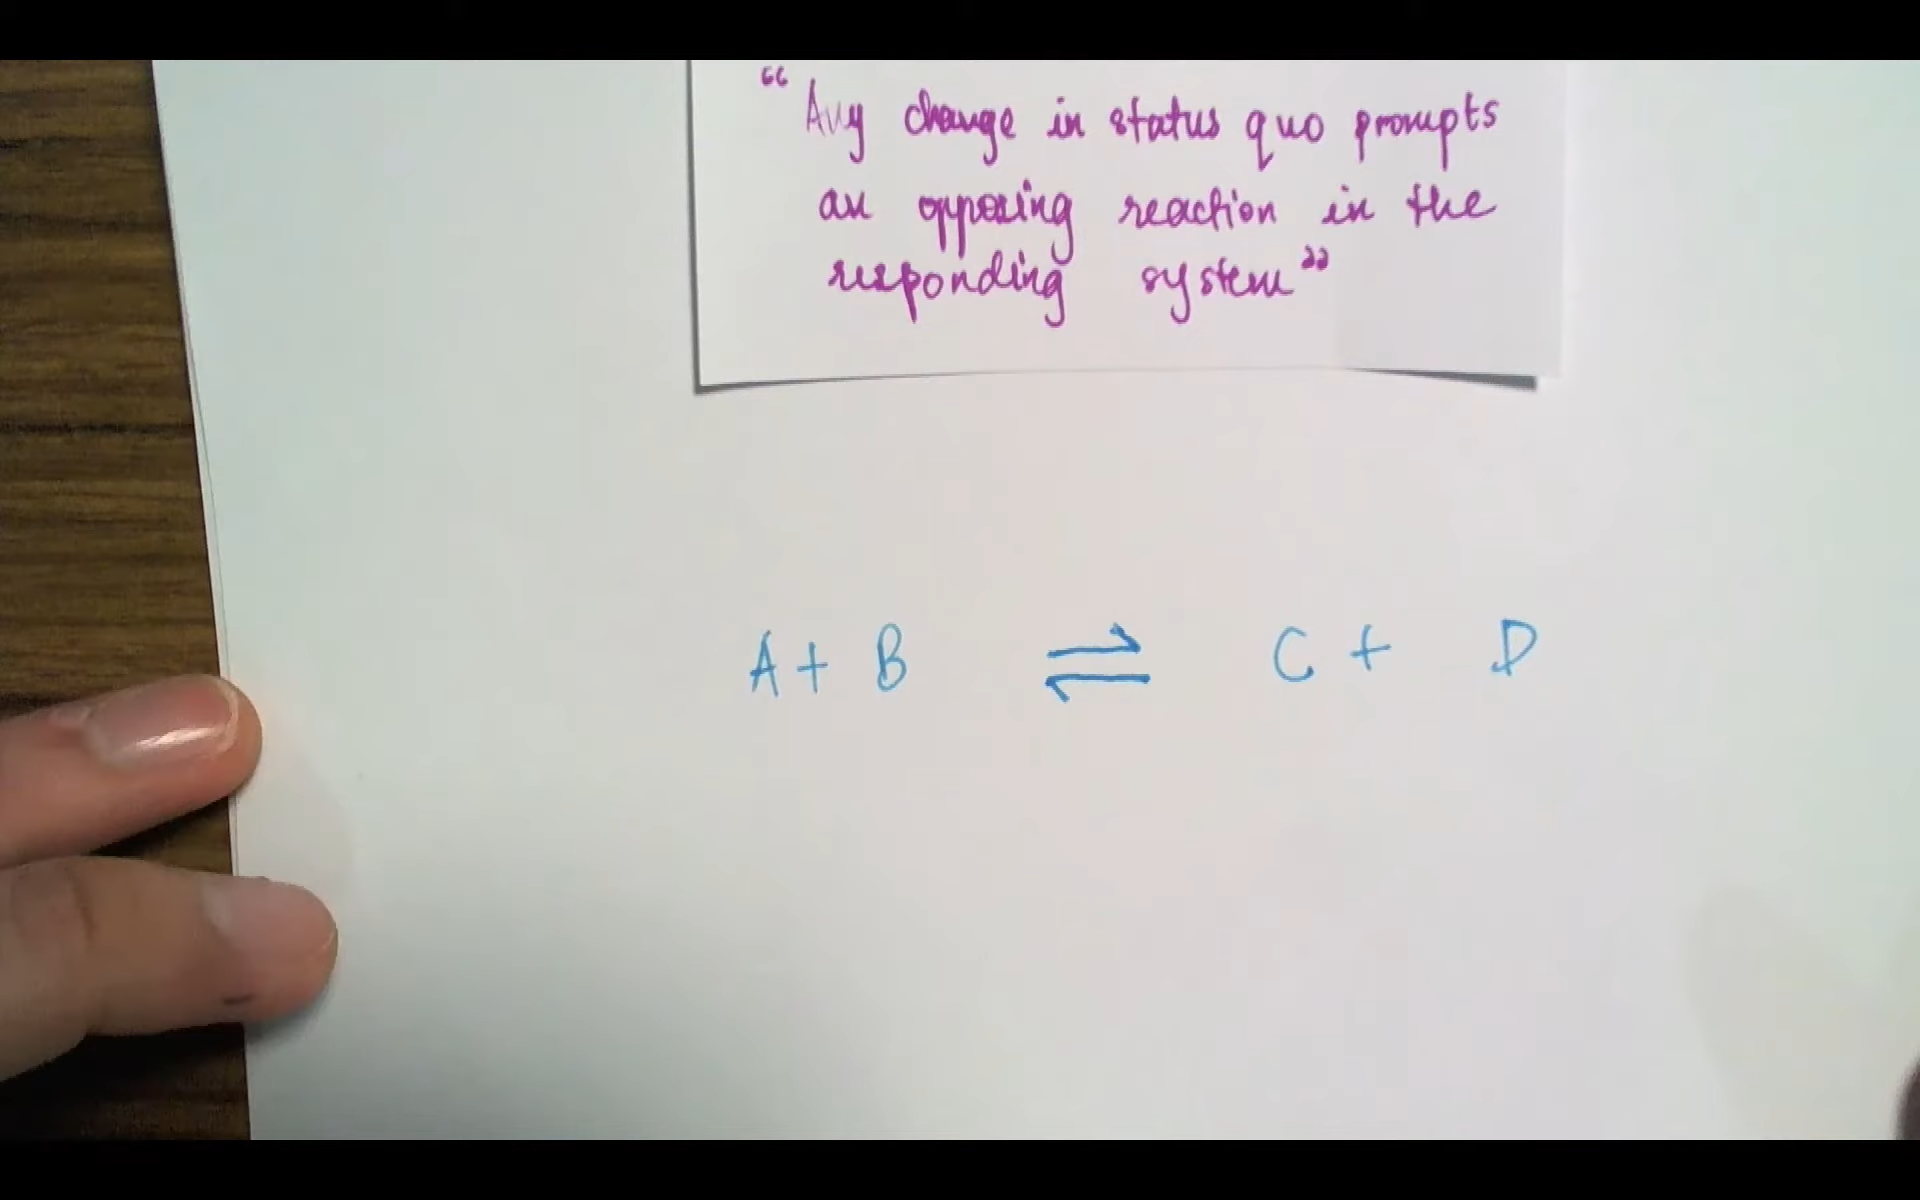 “Any change in status quo prompts
an opposing reaction in the
responding system”
A + B ⇌ C + D